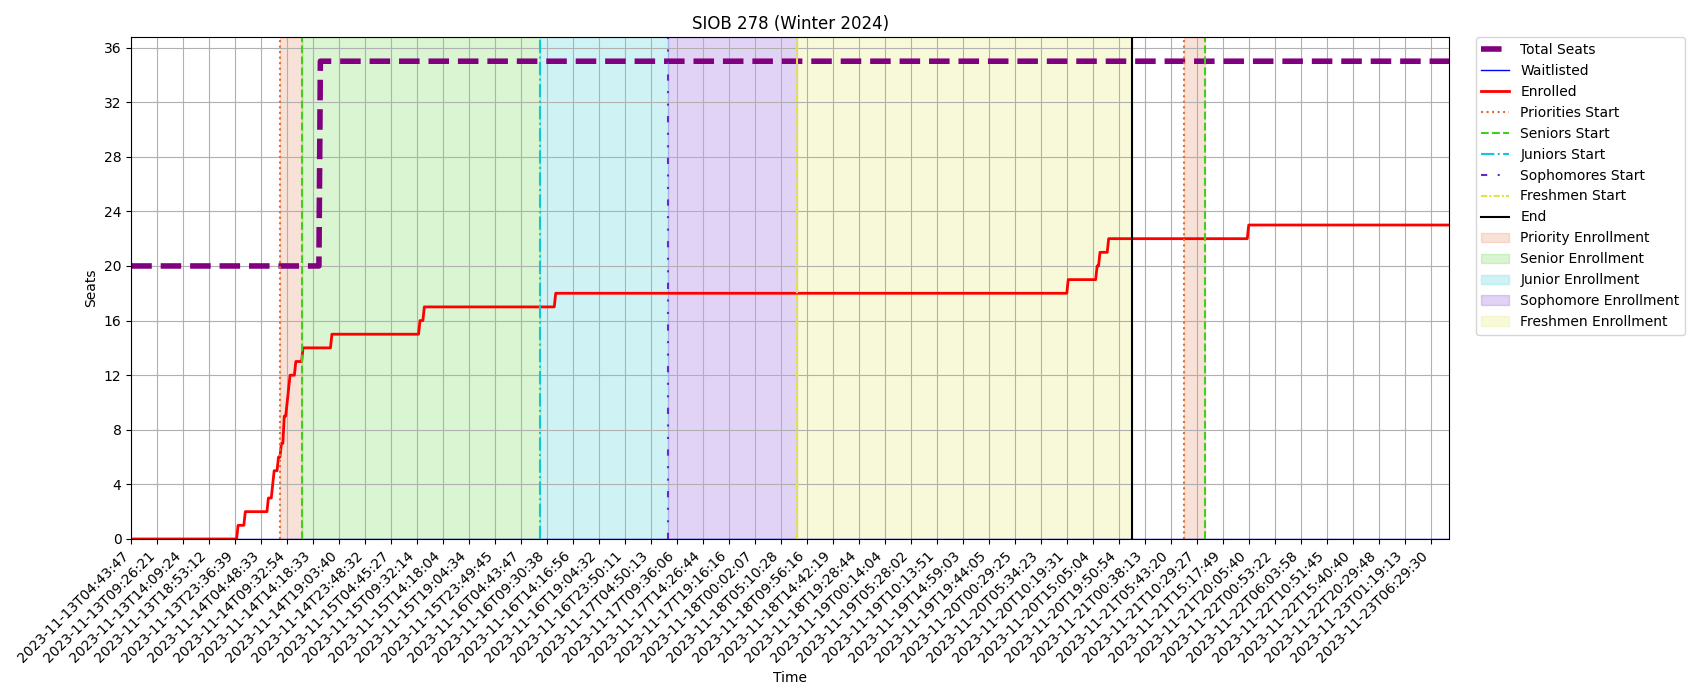 SIOB 278 (Winter 2024)
36
32
28
24
20
16
12
8
4
0
Seats
2023-11-13T04:43:47
2023-11-13T09:26:21
2023-11-13T14:09:24
2023-11-13T18:53:12
2023-11-13T23:36:39
2023-11-14T04:48:33
2023-11-14T09:32:54
2023-11-14T14:18:33
2023-11-14T19:03:40
2023-11-14T23:48:32
2023-11-15T04:45:27
2023-11-15T09:32:14
2023-11-15T14:18:04
2023-11-15T19:04:34
2023-11-15T23:49:45
2023-11-16T04:43:47
2023-11-16T09:30:38
2023-11-16T14:16:56
2023-11-16T19:04:32
2023-11-16T23:50:11
2023-11-17T04:50:13
2023-11-17T09:36:06
2023-11-17T14:26:44
2023-11-17T19:16:16
2023-11-18T00:02:07
2023-11-18T05:10:28
2023-11-18T09:56:16
2023-11-18T14:42:19
2023-11-18T19:28:44
2023-11-19T00:14:04
2023-11-19T05:28:02
2023-11-19T10:13:51
2023-11-19T14:59:03
2023-11-19T19:44:05
2023-11-20T00:29:25
2023-11-20T05:34:23
2023-11-20T10:19:31
2023-11-20T15:05:04
2023-11-20T19:50:54
2023-11-21T00:38:13
2023-11-21T05:43:20
2023-11-21T10:29:27
2023-11-21T15:17:49
2023-11-21T20:05:40
2023-11-22T00:53:22
2023-11-22T06:03:58
2023-11-22T10:51:45
2023-11-22T15:40:40
2023-11-22T20:29:48
2023-11-23T01:19:13
2023-11-23T06:29:30
Time
Total Seats
Waitlisted
Enrolled
Priorities Start
Seniors Start
Juniors Start
Sophomores Start
Freshmen Start
End
Priority Enrollment
Senior Enrollment
Junior Enrollment
Sophomore Enrollment
Freshmen Enrollment